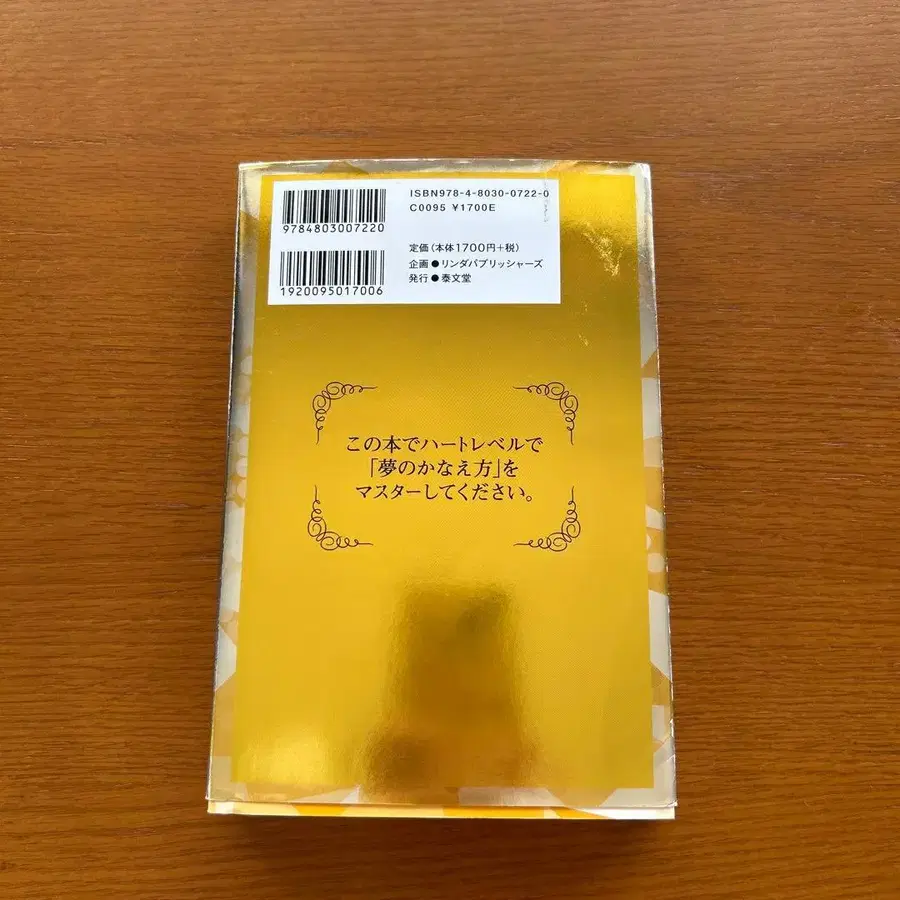 ISBN978-4-8030-0722-0
C0095 ¥1700E
9784803007220
定価(本体1700円+税)
企画●リンダパブリッシャーズ
発行●泰文堂
1920095017006
この本でハートレベルで
「夢のかなえ方」を
マスターしてください。